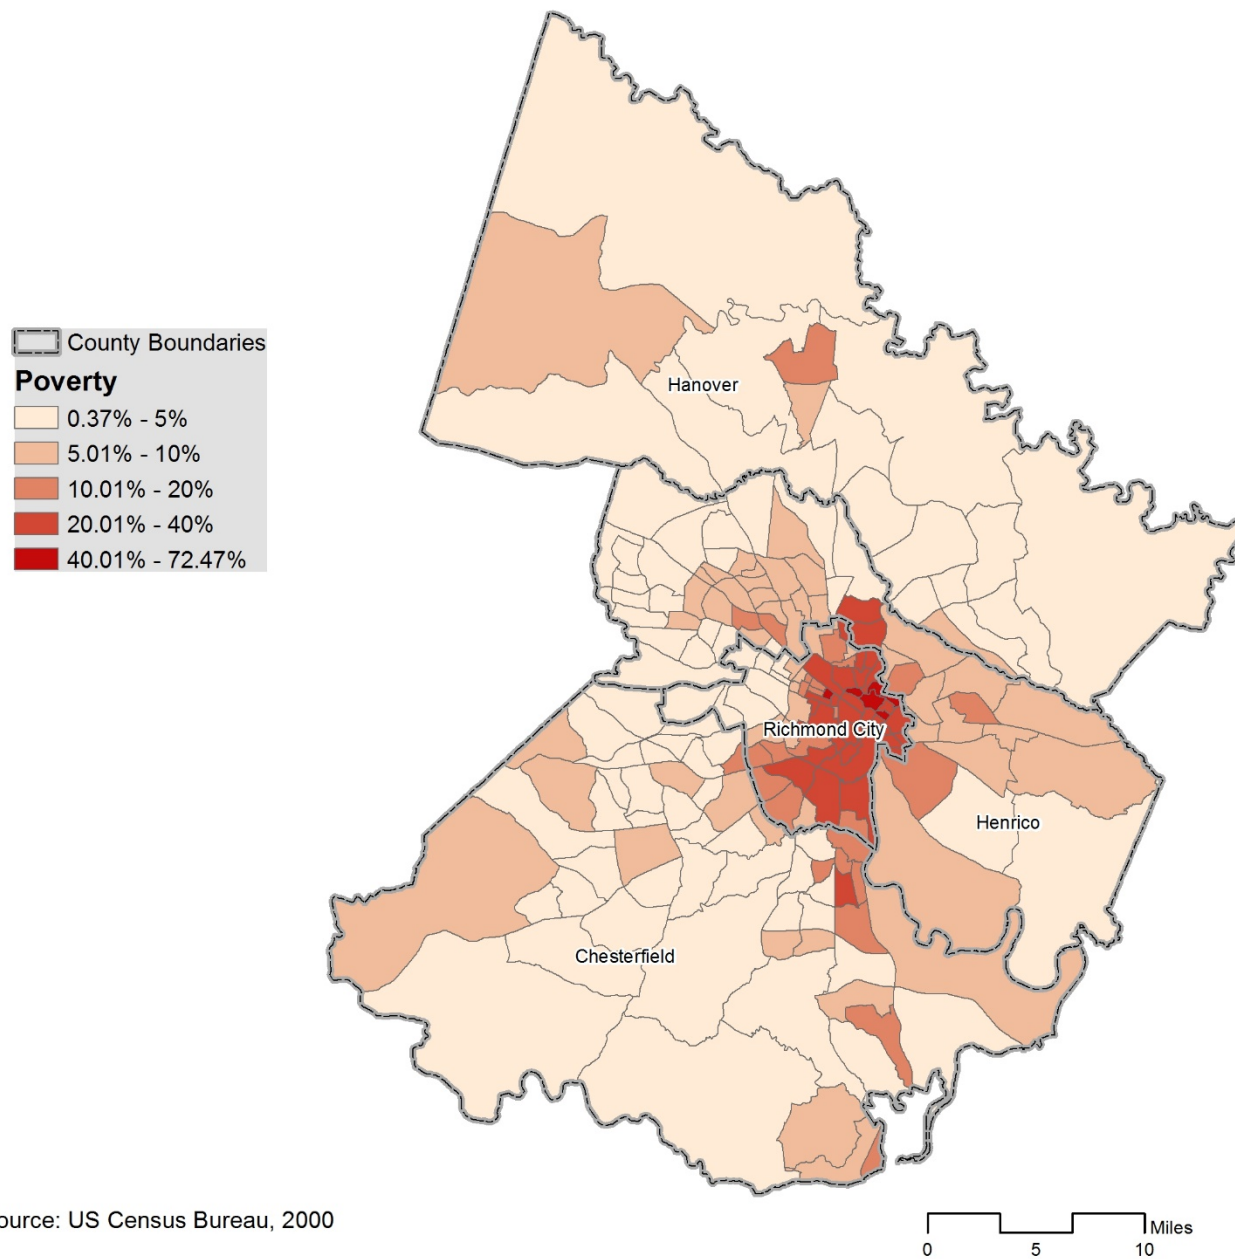 County Boundaries
Poverty
0.37% - 5%
5.01% - 10%
10.01% - 20%
20.01% - 40%
40.01% - 72.47%
Hanover
Richmond City
Henrico
Chesterfield
ource: US Census Bureau, 2000
Miles
0 5 10